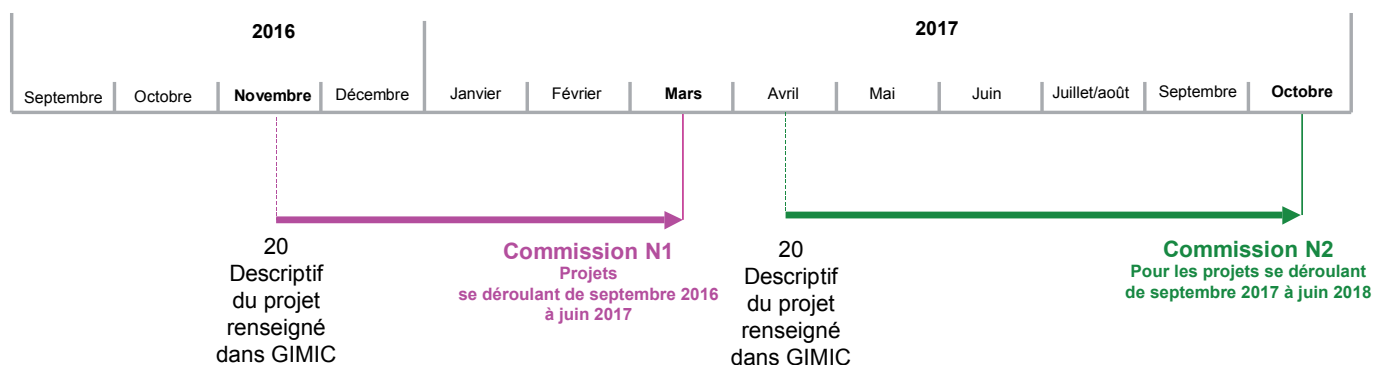 2016
2017
Septembre
Octobre
Novembre
Décembre
Janvier
Février
Mars
Avril
Mai
Juin
Juillet/août
Septembre
Octobre
20
Descriptif
du projet
renseigné
dans GIMIC
Commission N1
Projets
se déroulant de septembre 2016
à juin 2017
20
Descriptif
du projet
renseigné
dans GIMIC
Commission N2
Pour les projets se déroulant
de septembre 2017 à juin 2018